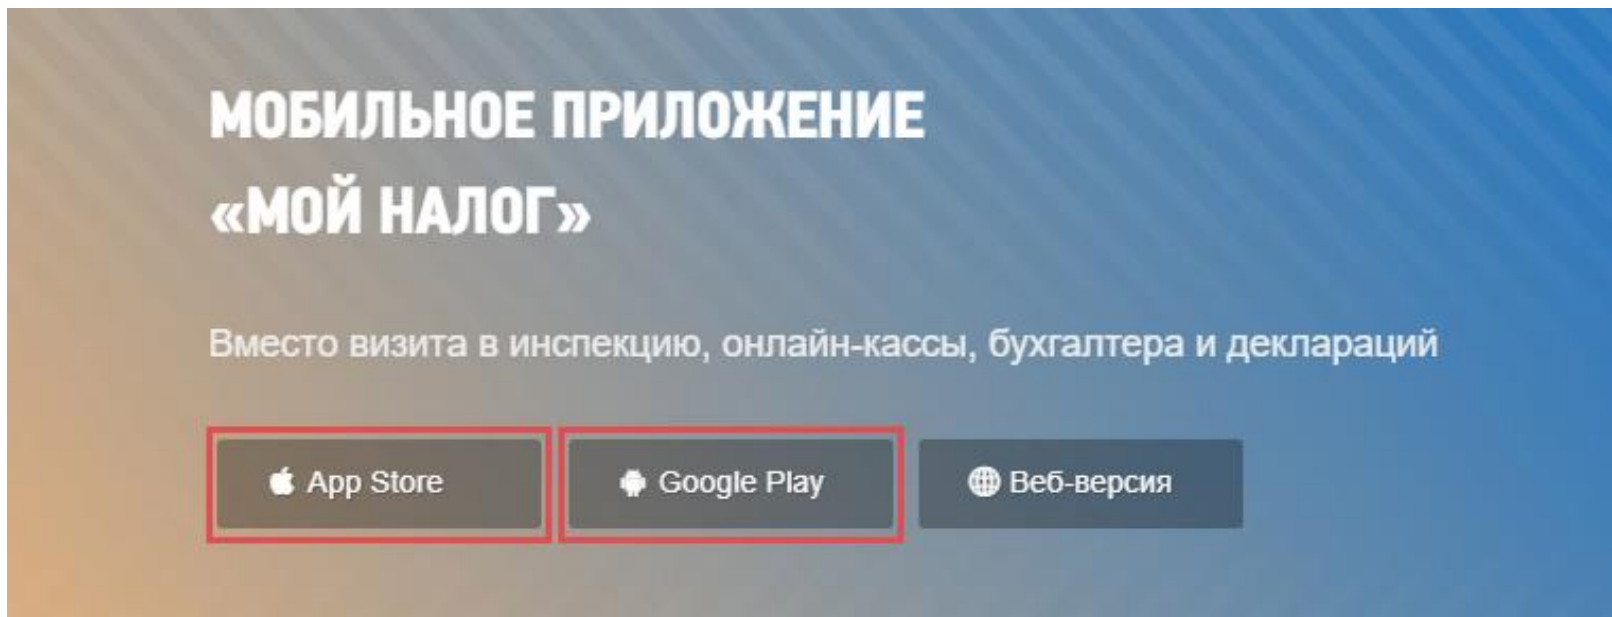 МОБИЛЬНОЕ ПРИЛОЖЕНИЕ
«МОЙ НАЛОГ»
Вместо визита в инспекцию, онлайн-кассы, бухгалтера и деклараций
App Store
Google Play
Веб-версия